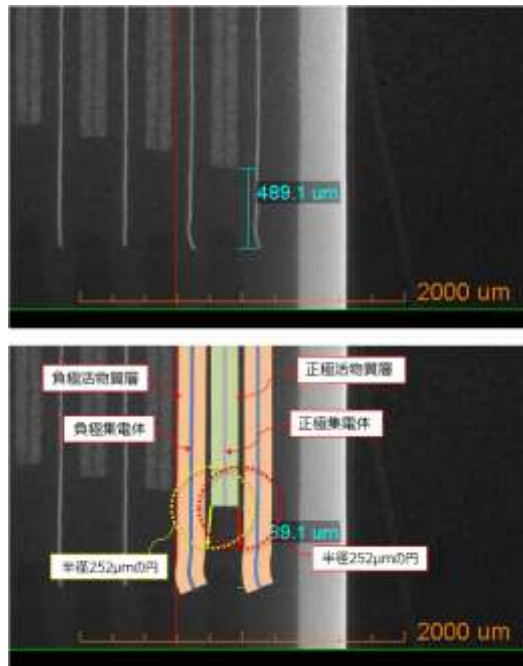 489.1 um
2000 um
負極活物質層
正極活物質層
負極集電体
正極集電体
89.1 um
半径252μmの円
半径252μmの円
2000 um